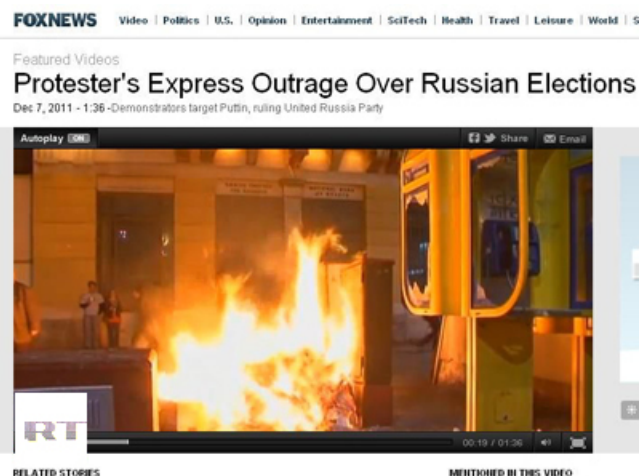 FOXNEWS Video | Politics | U.S. | Opinion | Entertainment | SciTech | Health | Travel | Leisure | World | S
Featured Videos
Protester's Express Outrage Over Russian Elections
Dec 7, 2011 - 1:36 -Demonstrators target Puttin, ruling United Russia Party
Autoplay ON Share Email
RT
00:19 / 01:36
RELATED STORIES MENTIONED IN THIS VIDEO